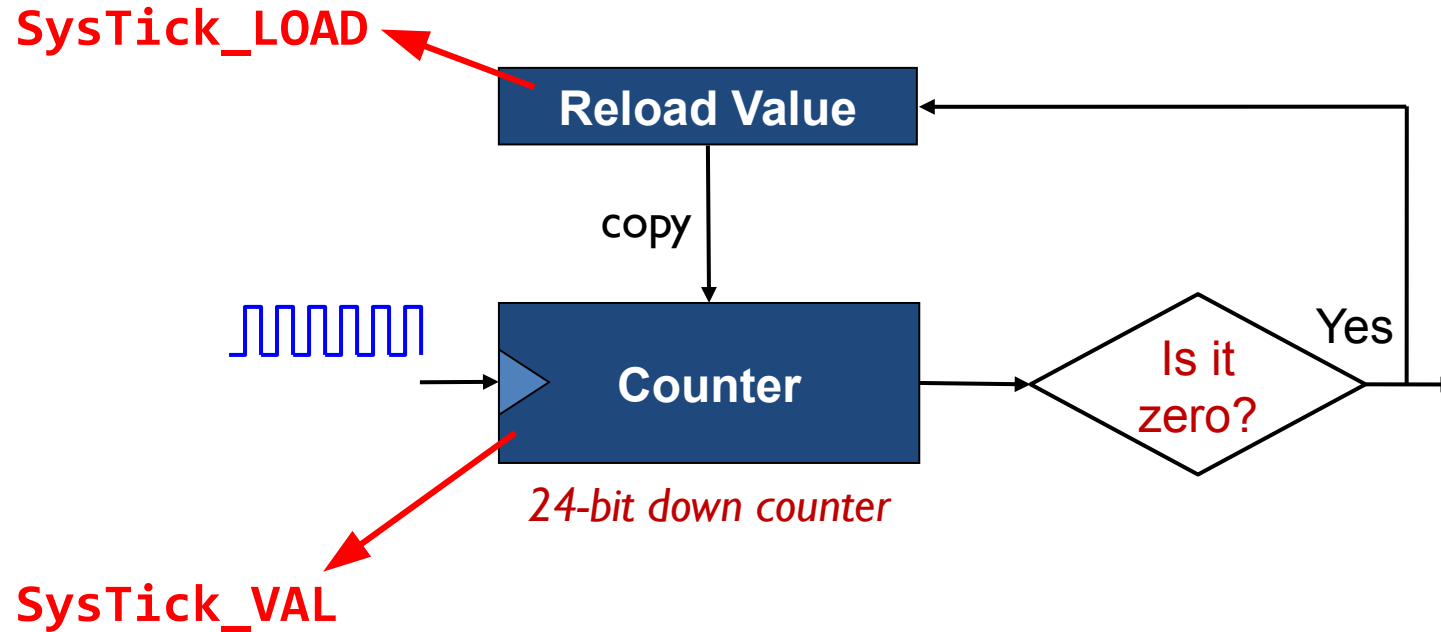 SysTick_LOAD
Reload Value
copy
Yes
Is it
zero?
Counter
24-bit down counter
SysTick_VAL